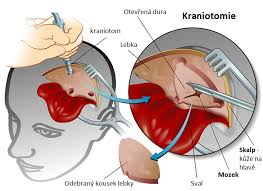 Kraniotomie
Otevřená dura
kraniotom
Lebka
Skalp -
kůže na
hlavě
Mozek
Sval
Odebraný kousek lebky